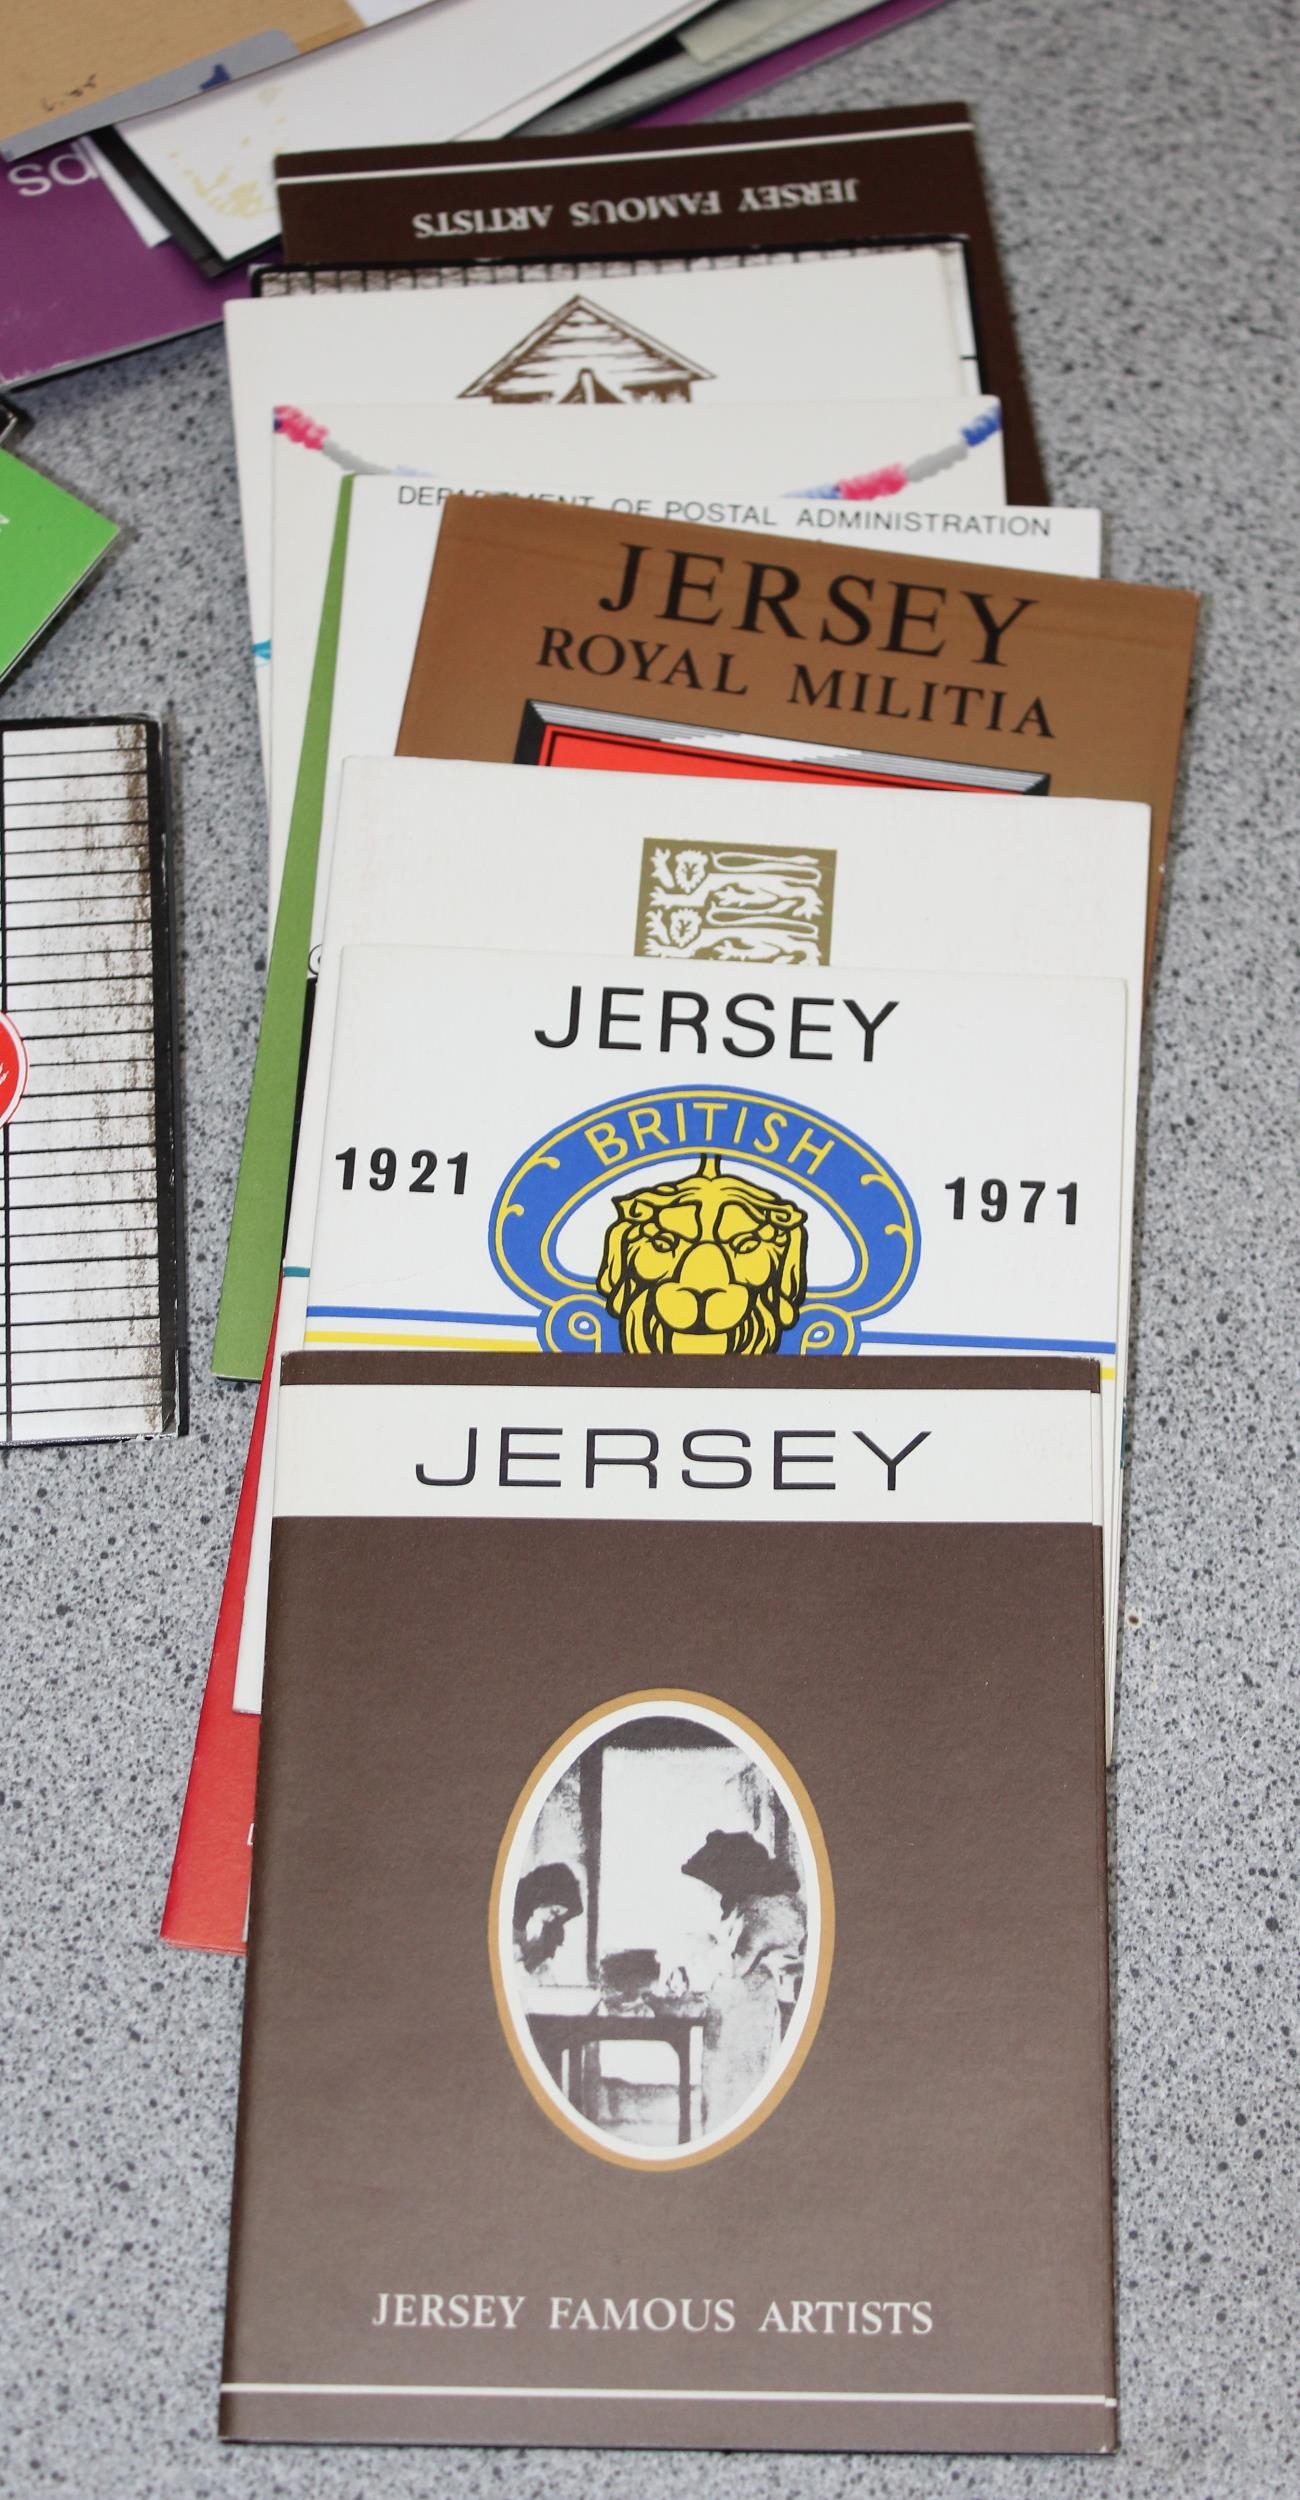 JERSEY FAMOUS ARTISTS
DEPARTMENT OF POSTAL ADMINISTRATION
JERSEY
ROYAL MILITIA
JERSEY
BRITISH
1921 1971
JERSEY
JERSEY FAMOUS ARTISTS